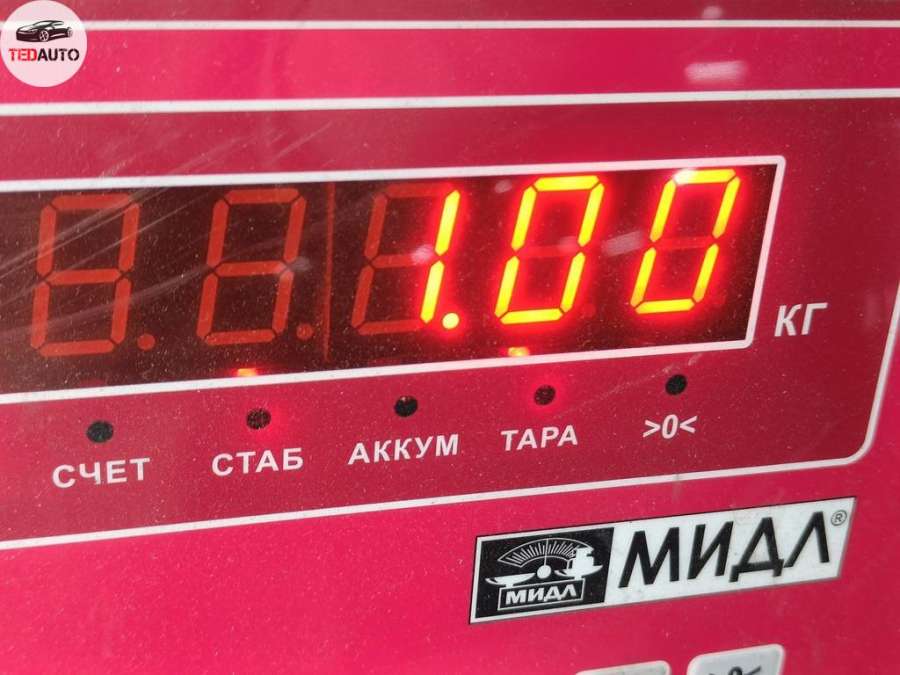 TEDAUTO
1.00
КГ
СЧЕТ СТАБ АККУМ ТАРА >0<
МИДЛ МИДЛ®